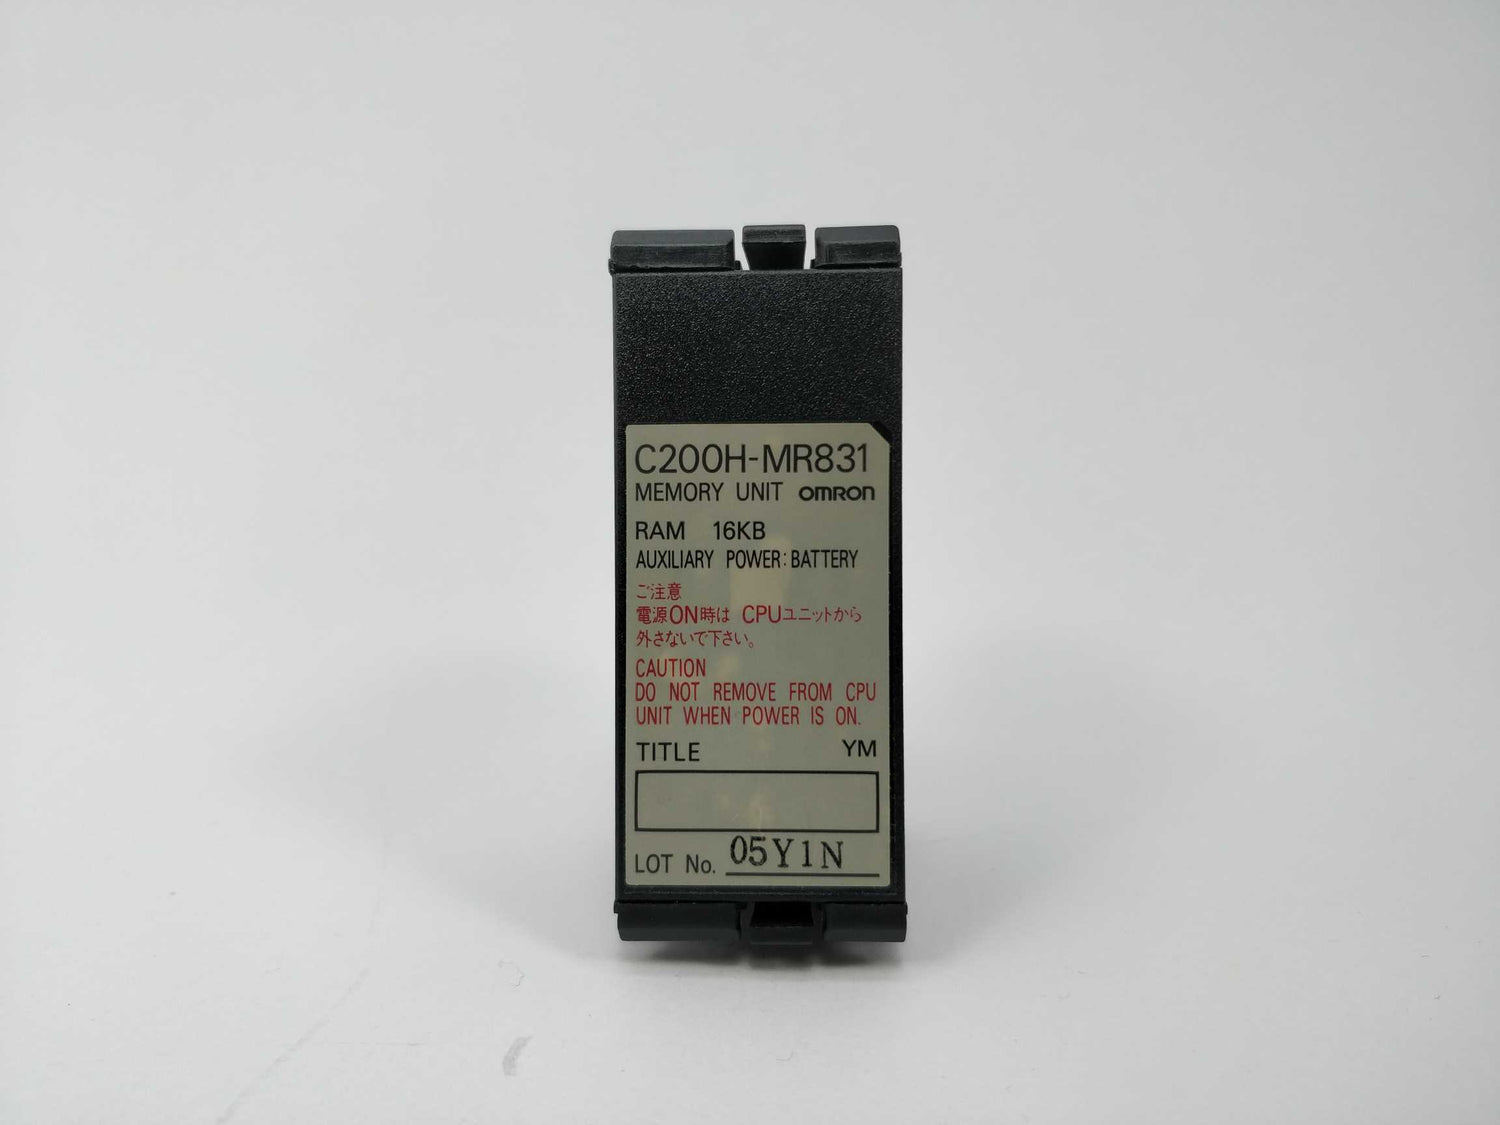 C200H-MR831
MEMORY UNIT omron
RAM 16KB
AUXILIARY POWER: BATTERY
ご注意
電源ON時は CPUユニットから
外さないで下さい。
CAUTION
DO NOT REMOVE FROM CPU
UNIT WHEN POWER IS ON.
TITLE YM
LOT No. 05Y1N